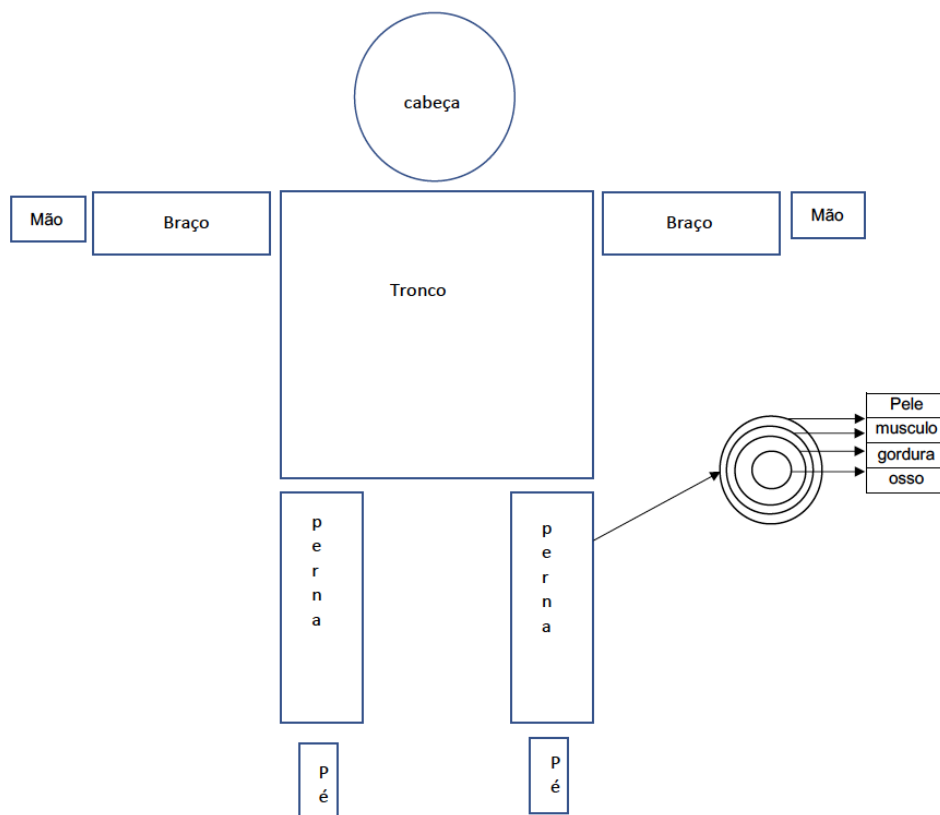 cabeça
Mão
Braço
Braço
Mão
Tronco
Pele
musculo
gordura
osso
p
e
r
n
a
p
e
r
n
a
P
é
P
é